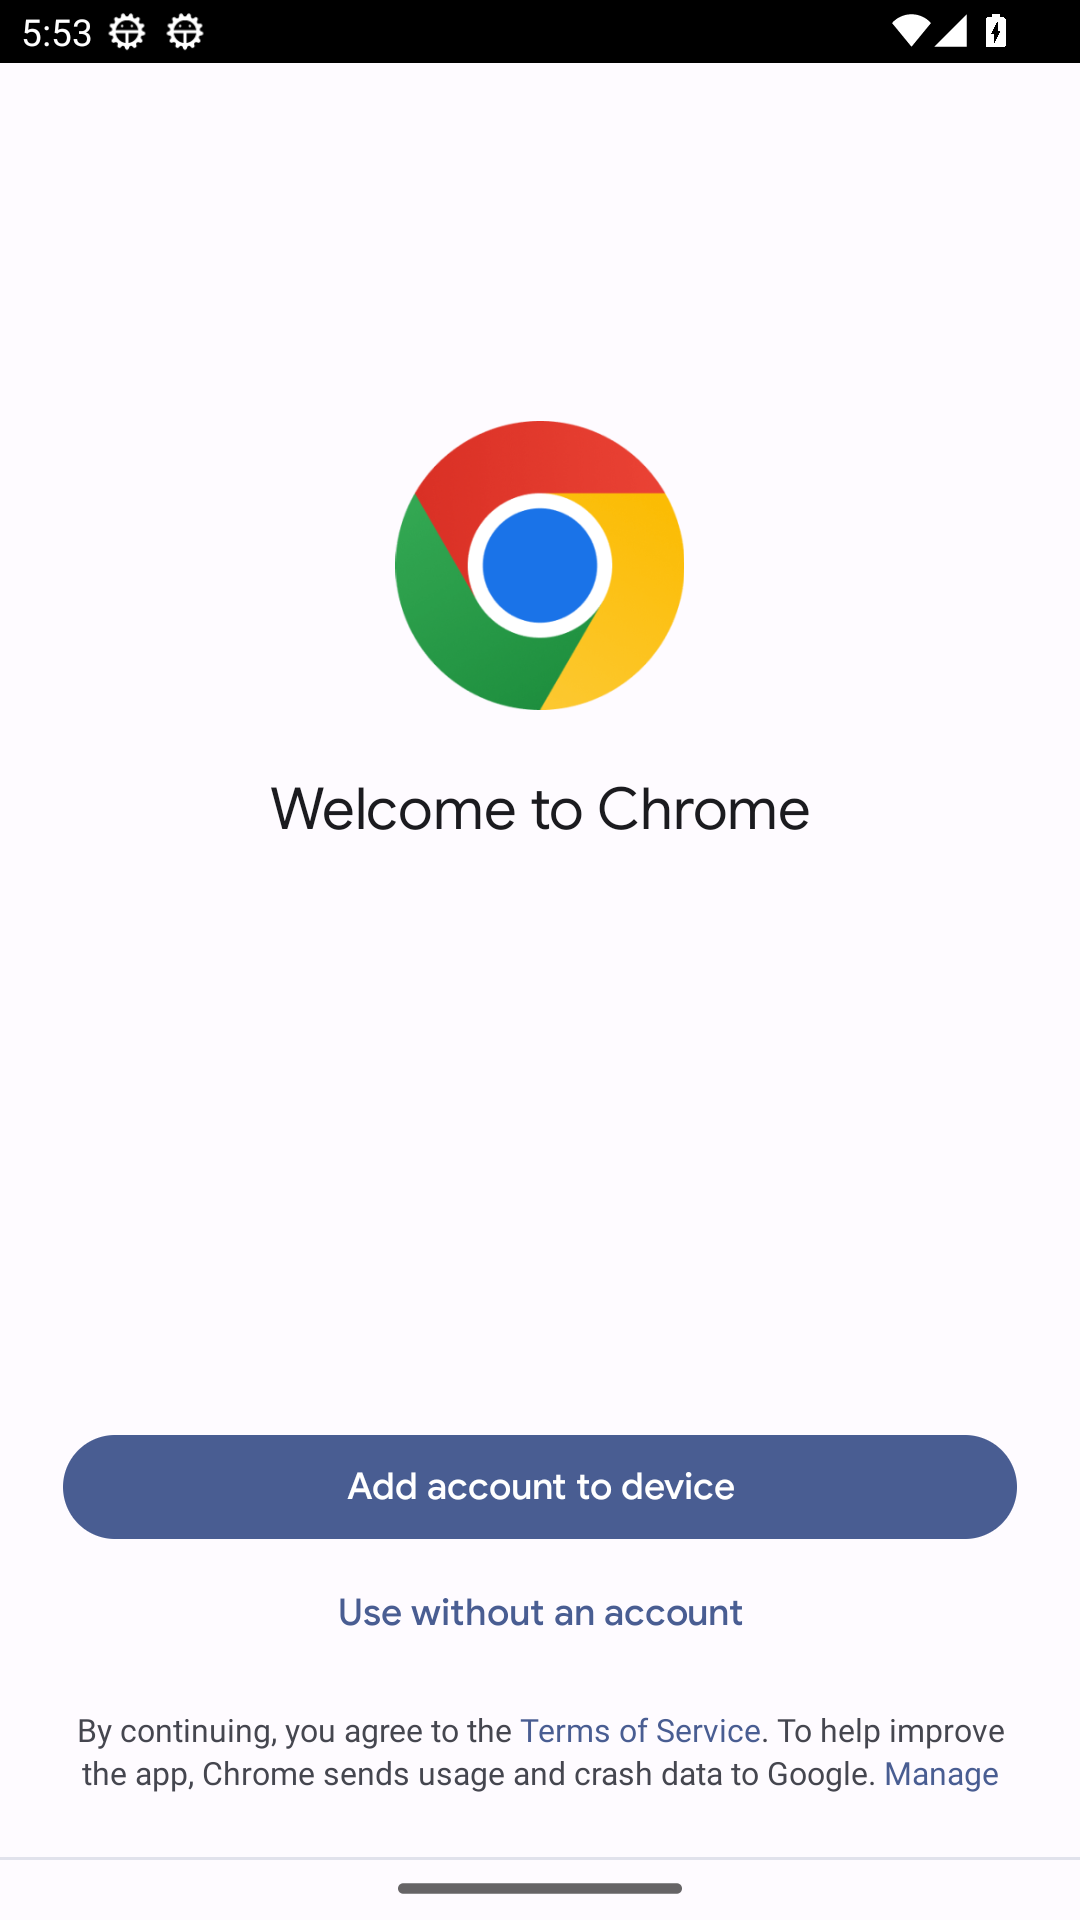 5:53
Welcome to Chrome
Add account to device
Use without an account
By continuing, you agree to the Terms of Service. To help improve
the app, Chrome sends usage and crash data to Google. Manage